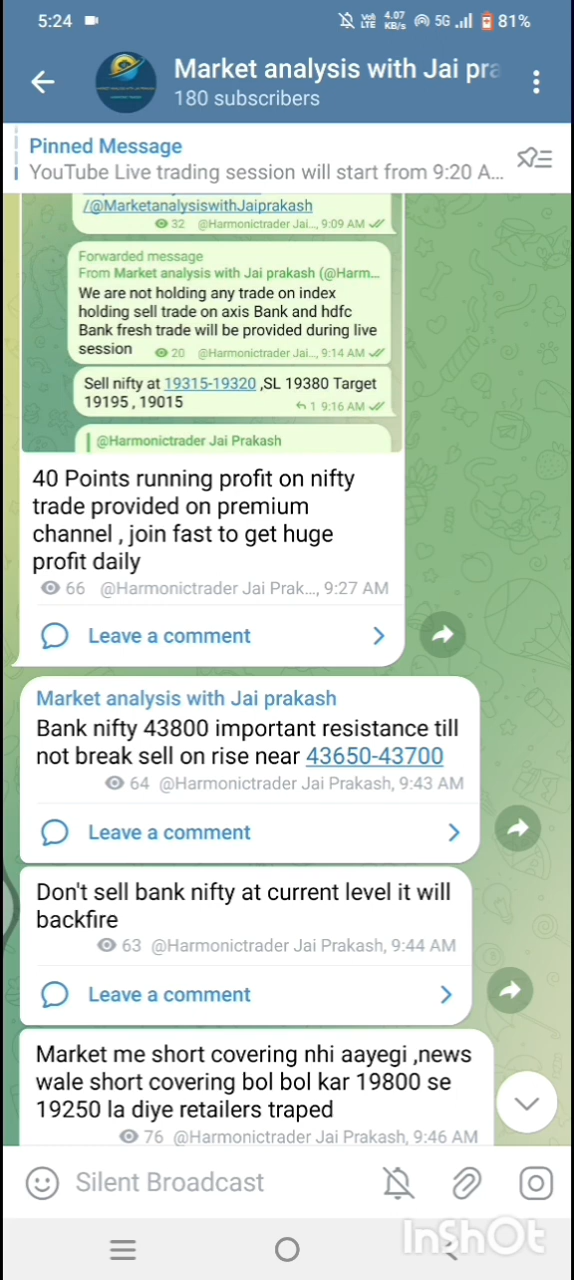 5:24
4.07
Vo)
LTE
KB/s
5G
81%
Market analysis with Jai pra
180 subscribers
Pinned Message
YouTube Live trading session will start from 9:20 A...
/@MarketanalysiswithJaiprakash
32 @Harmonictrader Jai..., 9:09 AM
Forwarded message
From Market analysis with Jai prakash (@Harm...
We are not holding any trade on index
holding sell trade on axis Bank and hdfc
Bank fresh trade will be provided during live
session
20 @Harmonictrader Jai..., 9:14 AM
Sell nifty at 19315-19320 ,SL 19380 Target
19195 , 19015
1 9:16 AM
@Harmonictrader Jai Prakash
40 Points running profit on nifty
trade provided on premium
channel , join fast to get huge
profit daily
66 @Harmonictrader Jai Prak..., 9:27 AM
Leave a comment
Market analysis with Jai prakash
Bank nifty 43800 important resistance till
not break sell on rise near 43650-43700
64 @Harmonictrader Jai Prakash, 9:43 AM
Leave a comment
Don't sell bank nifty at current level it will
backfire
63 @Harmonictrader Jai Prakash, 9:44 AM
Leave a comment
Market me short covering nhi aayegi ,news
wale short covering bol bol kar 19800 se
19250 la diye retailers traped
76 @Harmonictrader Jai Prakash, 9:46 AM
Silent Broadcast
InShOt